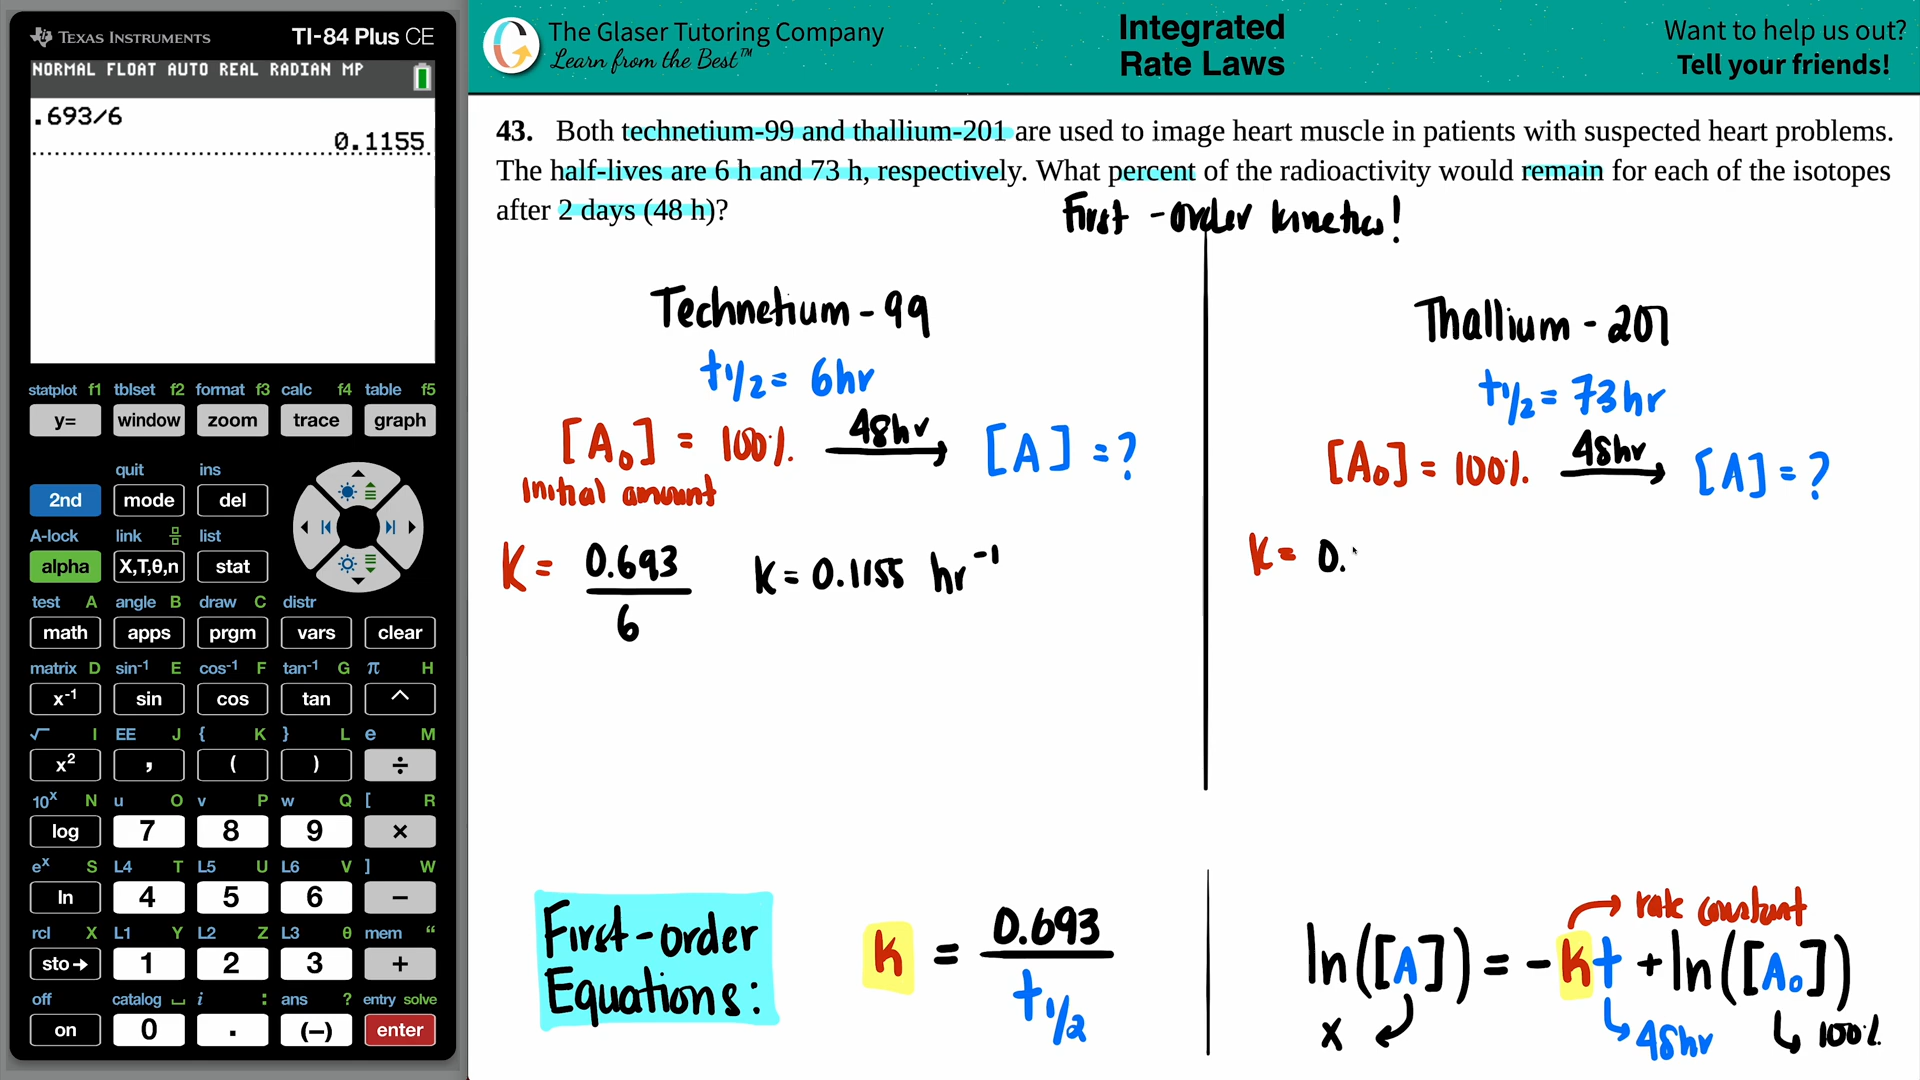 TEXAS INSTRUMENTS TI-84 Plus CE
NORMAL FLOAT AUTO REAL RADIAN MP
.693/6
0.1155
statplot f1 tblset f2 format f3 calc f4 table f5
y= window zoom trace graph
quit ins
2nd mode del
A-lock link list
alpha X,T,θ,n stat
test A angle B draw C distr
math apps prgm vars clear
matrix D sin⁻¹ E cos⁻¹ F tan⁻¹ G π H
x⁻¹ sin cos tan ^
√ I EE J { K } L e M
x² , ( ) ÷
10ˣ N u O v P w Q [ R
log 7 8 9 ×
eˣ S L4 T L5 U L6 V ] W
ln 4 5 6 −
rcl X L1 Y L2 Z L3 θ mem “
sto→ 1 2 3 +
off catalog ⎵ i : ans ? entry solve
on 0 . (−) enter
The Glaser Tutoring Company
Learn from the Best™
Integrated
Rate Laws
Want to help us out?
Tell your friends!
43. Both technetium-99 and thallium-201 are used to image heart muscle in patients with suspected heart problems.
The half-lives are 6 h and 73 h, respectively. What percent of the radioactivity would remain for each of the isotopes
after 2 days (48 h)?
First-order kinetics!
Technetium-99
t1/2 = 6hr
[A₀] = 100% 48hr → [A] = ?
Initial amount
K = 0.693
6
K = 0.1155 hr⁻¹
Thallium-201
t1/2 = 73hr
[A₀] = 100% 48hr → [A] = ?
K = 0.
First-order
Equations:
k = 0.693
t1/2
rate constant
ln([A]) = -kt + ln([A₀])
x 48hr 100%